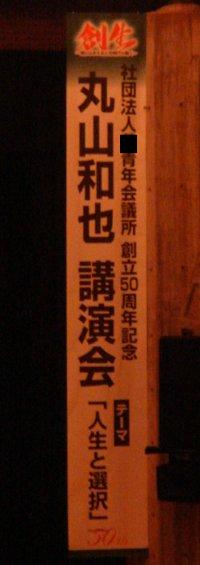 創生
社団法人 青年会議所 創立50周年記念
丸山和也 講演会
テーマ
「人生と選択」
50th